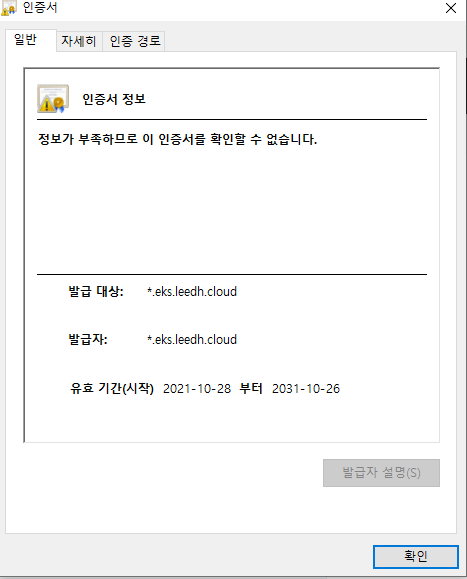 인증서
일반 자세히 인증 경로
인증서 정보
정보가 부족하므로 이 인증서를 확인할 수 없습니다.
발급 대상: *.eks.leedh.cloud
발급자: *.eks.leedh.cloud
유효 기간(시작) 2021-10-28 부터 2031-10-26
발급자 설명(S)
확인